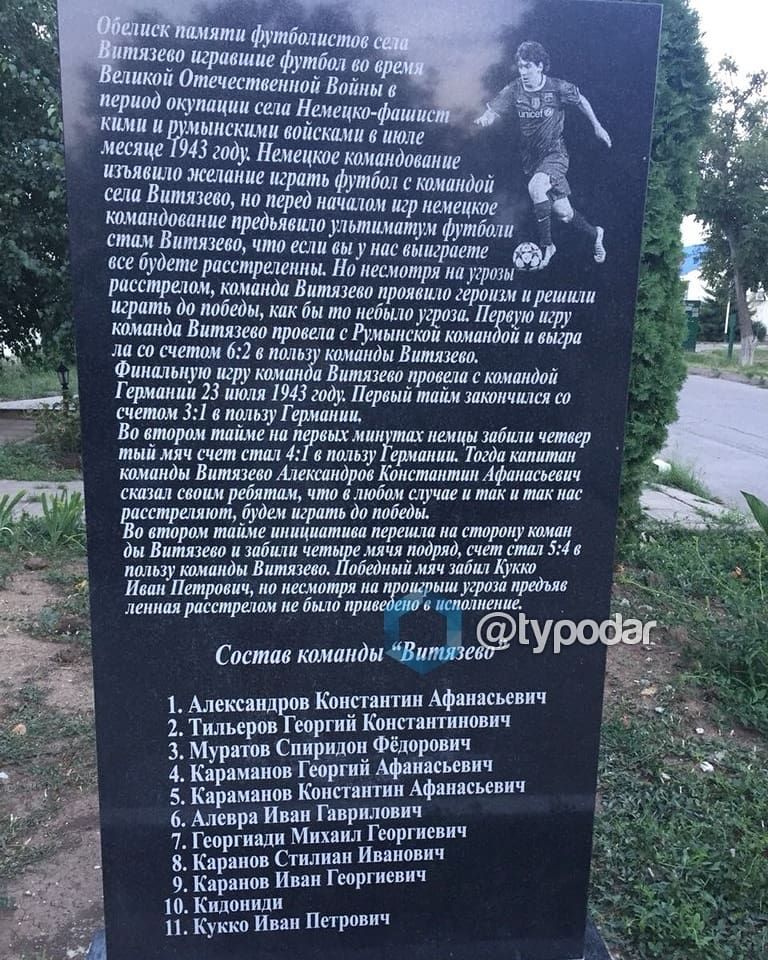 Обелиск памяти футболистов села
Витязево игравшие футбол во время
Великой Отечественной Войны в
период окупации села Немецко-фашист
кими и румынскими войсками в июле
месяце 1943 году. Немецкое командование
изъявило желание играть футбол с командой
села Витязево, но перед началом игр немецкое
командование предьявило ультиматум футболи
стам Витязево, что если вы у нас выиграете
все будете расстреленны. Но несмотря на угрозы
расстрелом, команда Витязево проявило героизм и решили
играть до победы, как бы то небыло угроза. Первую игру
команда Витязево провела с Румынской командой и выгра
ла со счетом 6:2 в пользу команды Витязево.
Финальную игру команда Витязево провела с командой
Германии 23 июля 1943 году. Первый тайм закончился со
счетом 3:1 в пользу Германии.
Во втором тайме на первых минутах немцы забили четвер
тый мяч счет стал 4:1 в пользу Германии. Тогда капитан
команды Витязево Александров Константин Афанасьевич
сказал своим ребятам, что в любом случае и так и так нас
расстреляют, будем играть до победы.
Во втором тайме инициатива перешла на сторону коман
ды Витязево и забили четыре мячя подряд, счет стал 5:4 в
пользу команды Витязево. Победный мяч забил Кукко
Иван Петрович, но несмотря на проигрыш угроза предъяв
ленная расстрелом не было приведено в исполнение.
unicef
@typodar
Состав команды "Витязево"
1. Александров Константин Афанасьевич
2. Тильеров Георгий Константинович
3. Муратов Спиридон Фёдорович
4. Караманов Георгий Афанасьевич
5. Караманов Константин Афанасьевич
6. Алевра Иван Гаврилович
7. Георгиади Михаил Георгиевич
8. Каранов Стилиан Иванович
9. Каранов Иван Георгиевич
10. Кидониди
11. Кукко Иван Петрович